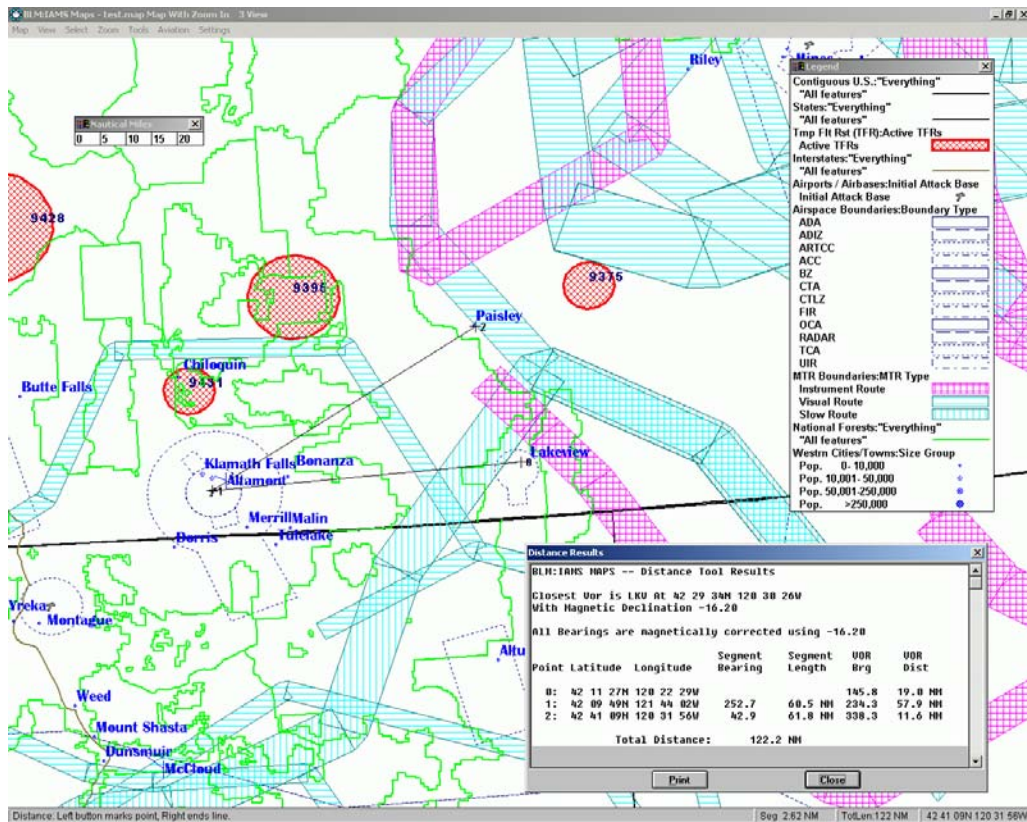 BLM:IAMS Maps - test.map Map With Zoom In 3 View
Map View Select Zoom Tools Aviation Settings
Nautical Miles
0 5 10 15 20
Riley
Hines
9428
9395
9375
Paisley
2
Chiloquin
9431
Butte Falls
Klamath Falls
Bonanza
Altamont
1
Lakeview
0
Merrill
Malin
Tulelake
Dorris
Yreka
Montague
Weed
Mount Shasta
Dunsmuir
McCloud
Altu
Legend
Contiguous U.S.:"Everything"
"All features"
States:"Everything"
"All features"
Tmp Flt Rst (TFR):Active TFRs
Active TFRs
Interstates:"Everything"
"All features"
Airports / Airbases:Initial Attack Base
Initial Attack Base
Airspace Boundaries:Boundary Type
ADA
ADIZ
ARTCC
ACC
BZ
CTA
CTLZ
FIR
OCA
RADAR
TCA
UIR
MTR Boundaries:MTR Type
Instrument Route
Visual Route
Slow Route
National Forests:"Everything"
"All features"
Westrn Cities/Towns:Size Group
Pop. 0- 10,000
Pop. 10,001- 50,000
Pop. 50,001-250,000
Pop. >250,000
Distance Results
BLM:IAMS MAPS -- Distance Tool Results
Closest Vor is LKV At 42 29 34N 120 30 26W
With Magnetic Declination -16.20
All Bearings are magnetically corrected using -16.20
Segment Segment VOR VOR
Point Latitude Longitude Bearing Length Brg Dist
0: 42 11 27N 120 22 29W 145.8 19.0 NM
1: 42 09 49N 121 44 02W 252.7 60.5 NM 234.3 57.9 NM
2: 42 41 09N 120 31 56W 42.9 61.8 NM 338.3 11.6 NM
Total Distance: 122.2 NM
Print
Close
Distance: Left button marks point, Right ends line.
Seg 2.62 NM
TotLen:122 NM
42 41 09N 120 31 56W